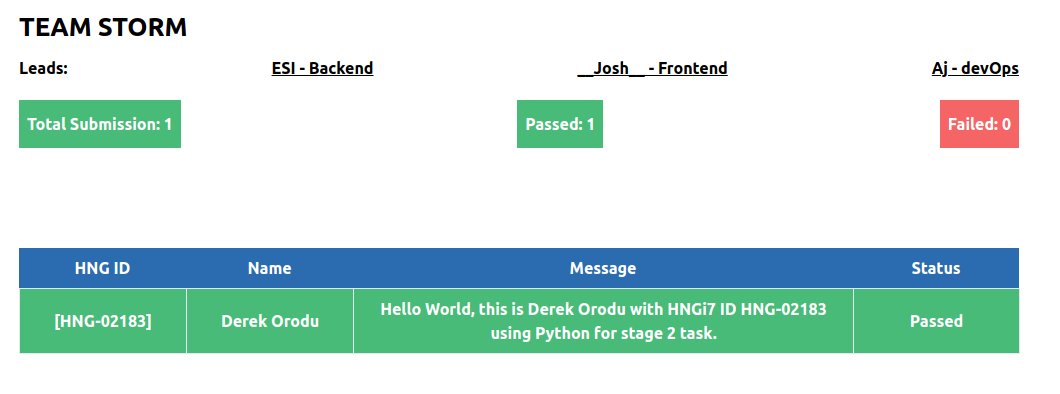 TEAM STORM
Leads: ESI - Backend __Josh__ - Frontend Aj - devOps
Total Submission: 1 Passed: 1 Failed: 0
HNG ID Name Message Status
[HNG-02183] Derek Orodu Hello World, this is Derek Orodu with HNGi7 ID HNG-02183
using Python for stage 2 task. Passed